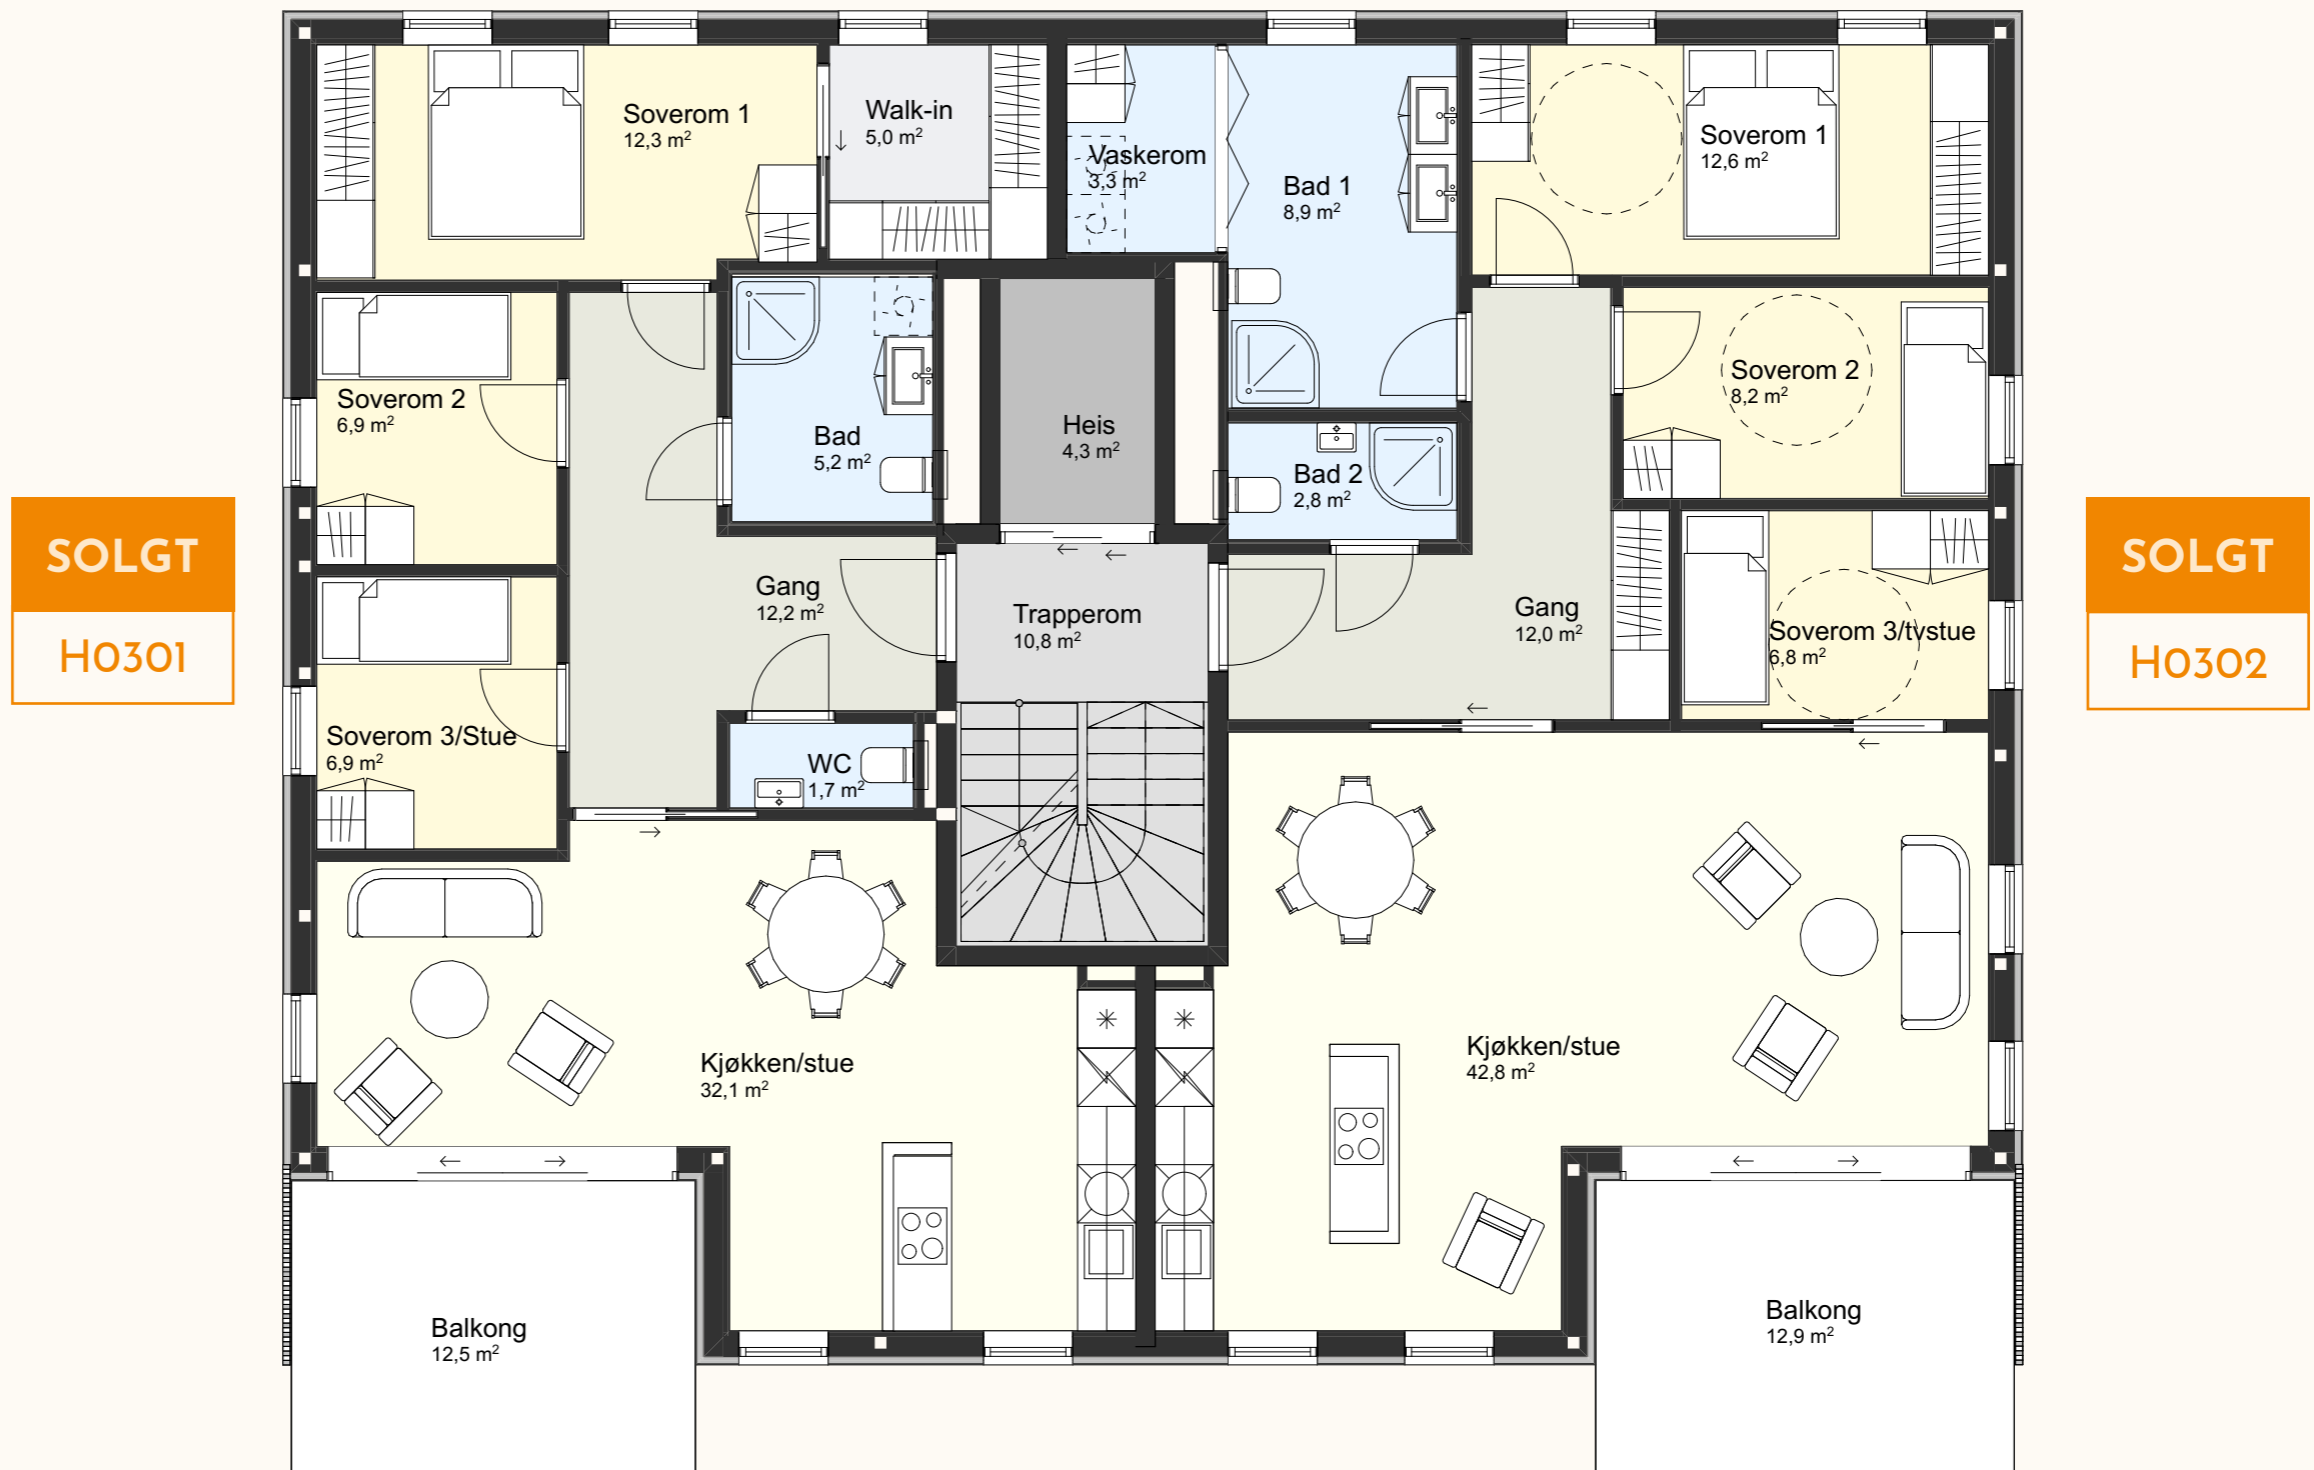 Soverom 1
12,3 m²
Walk-in
5,0 m²
Vaskerom
3,3 m²
Bad 1
8,9 m²
Soverom 1
12,6 m²
Soverom 2
6,9 m²
Bad
5,2 m²
Heis
4,3 m²
Bad 2
2,8 m²
Soverom 2
8,2 m²
SOLGT
H0301
Gang
12,2 m²
Trapperom
10,8 m²
Gang
12,0 m²
Soverom 3/tvstue
6,8 m²
SOLGT
H0302
Soverom 3/Stue
6,9 m²
WC
1,7 m²
Kjøkken/stue
32,1 m²
Kjøkken/stue
42,8 m²
Balkong
12,5 m²
Balkong
12,9 m²